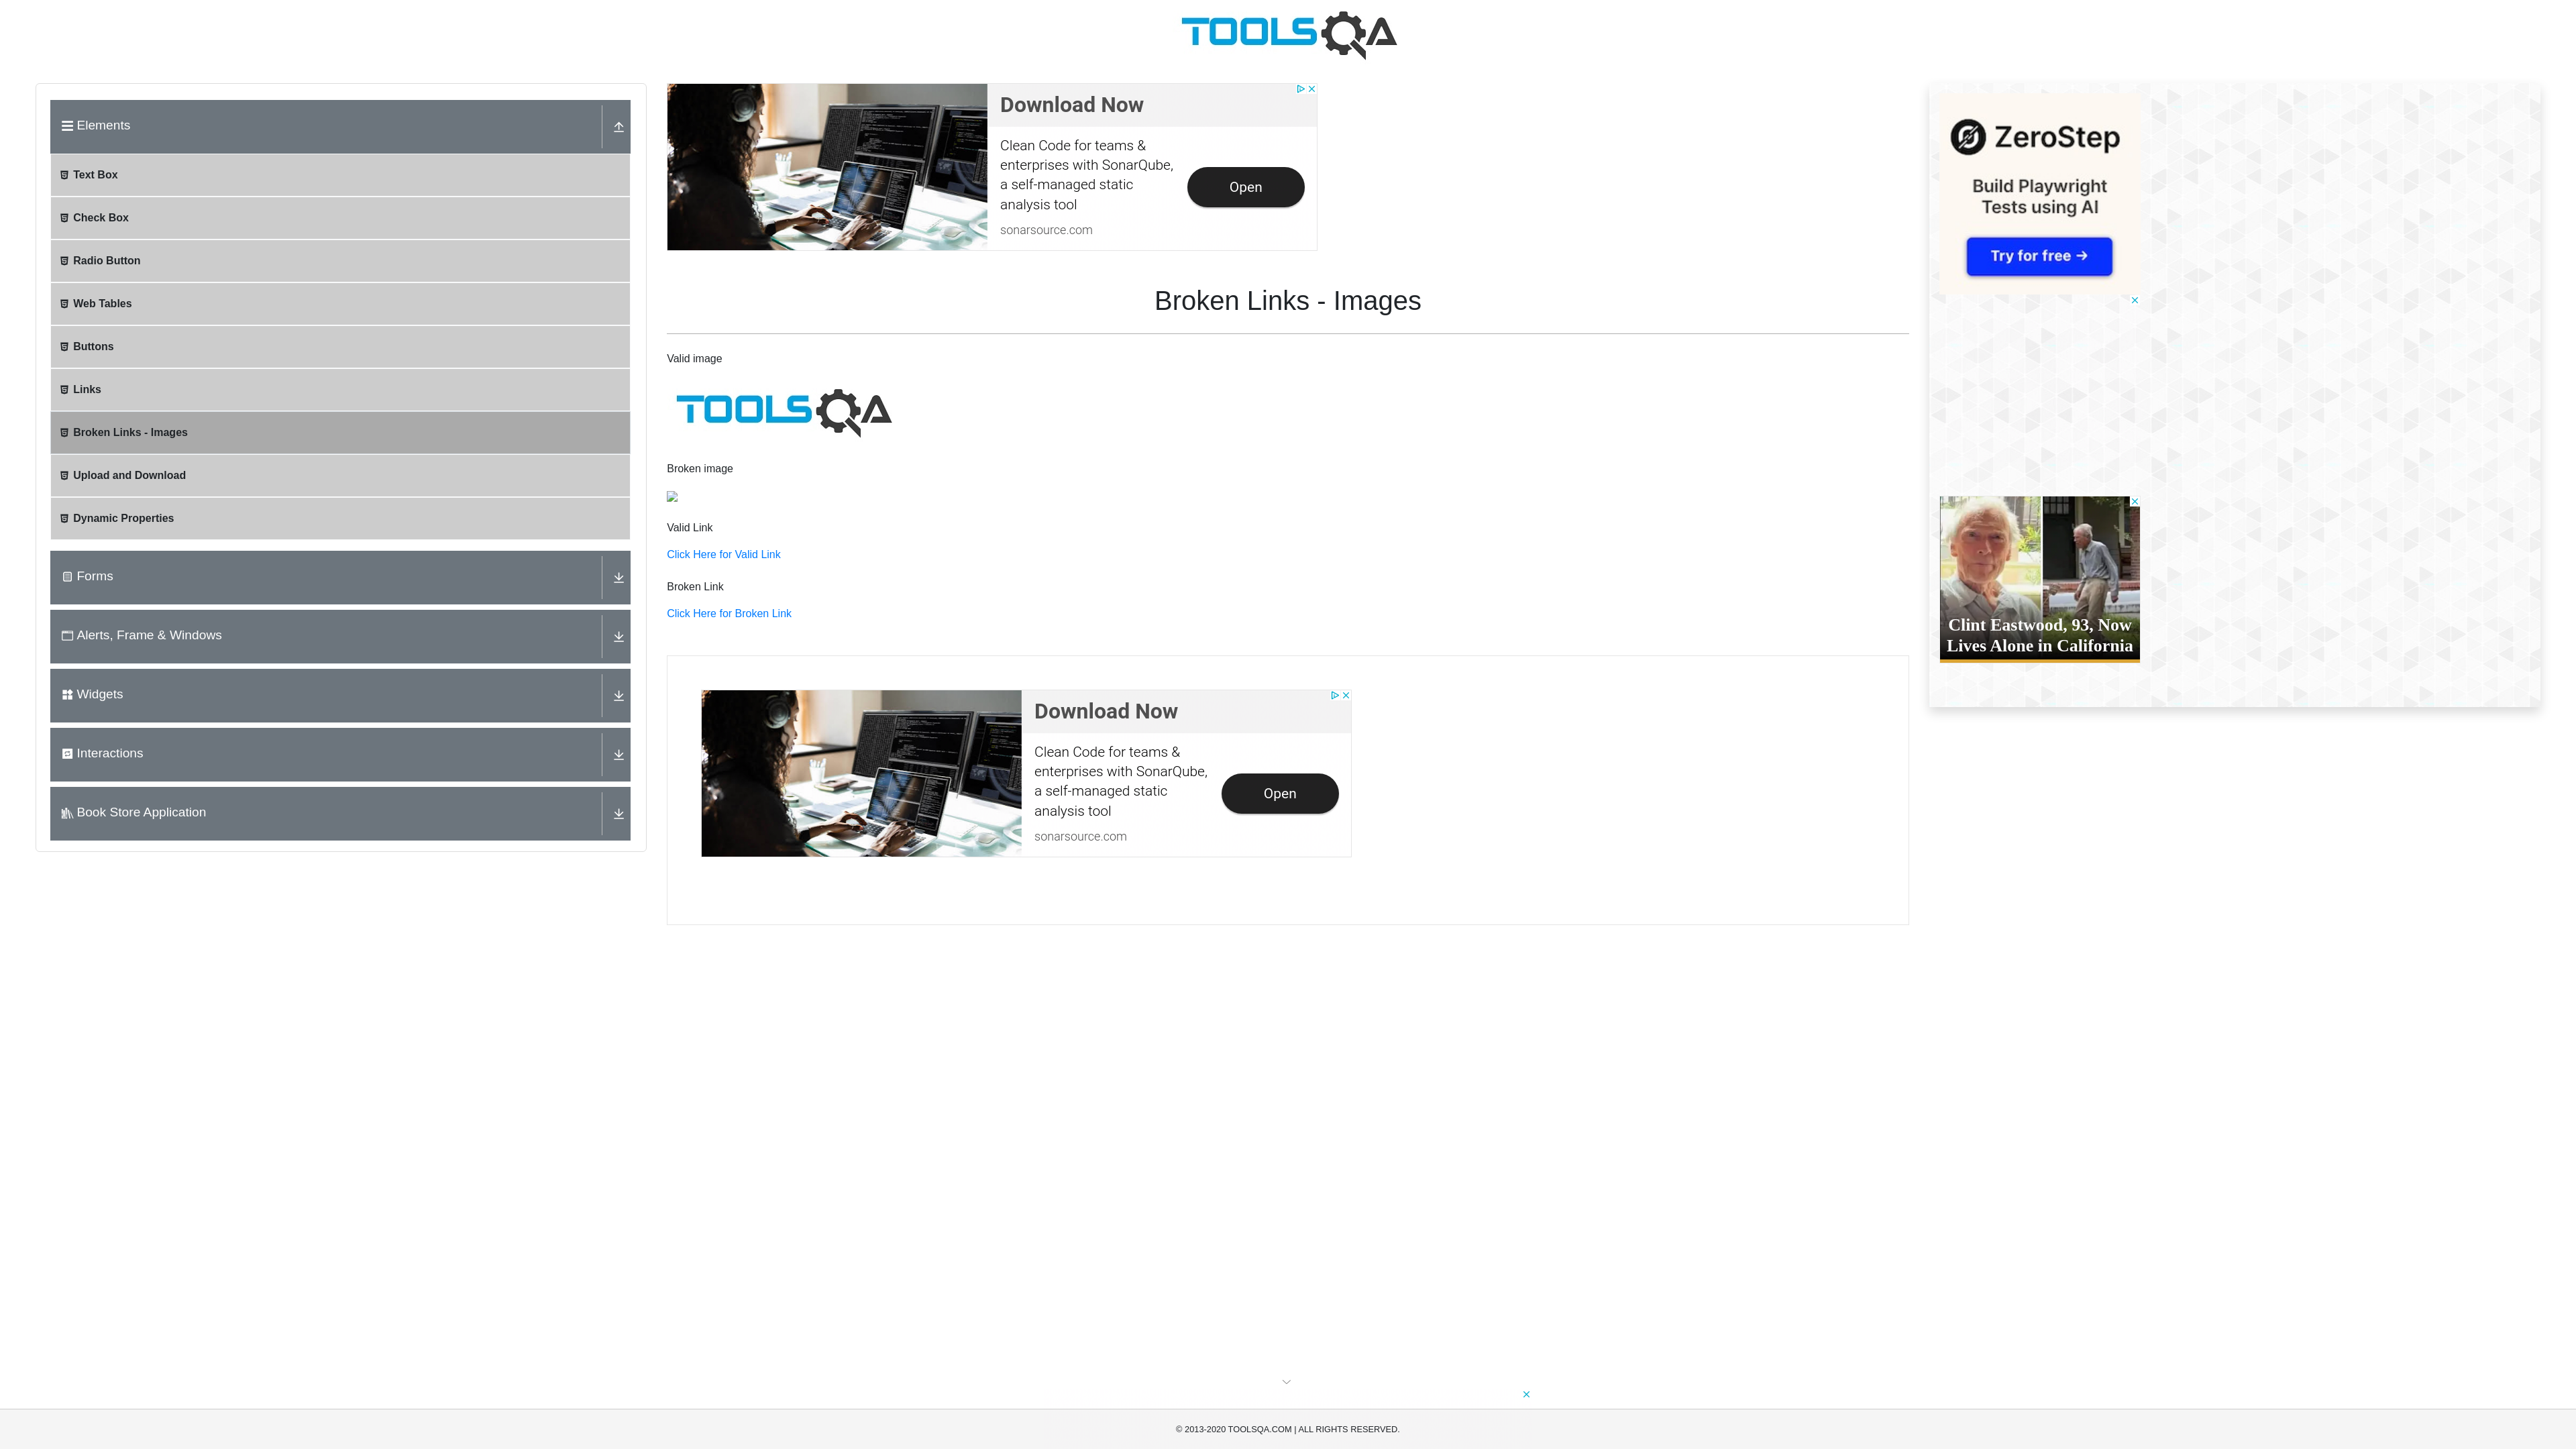 TOOLSQA
Elements
Text Box
Check Box
Radio Button
Web Tables
Buttons
Links
Broken Links - Images
Upload and Download
Dynamic Properties
Forms
Alerts, Frame & Windows
Widgets
Interactions
Book Store Application
Download Now
Clean Code for teams &
enterprises with SonarQube,
a self-managed static
analysis tool
sonarsource.com
Open
Broken Links - Images
Valid image
TOOLSQA
Broken image
Valid Link
Click Here for Valid Link
Broken Link
Click Here for Broken Link
Download Now
Clean Code for teams &
enterprises with SonarQube,
a self-managed static
analysis tool
sonarsource.com
Open
ZeroStep
Build Playwright
Tests using AI
Try for free →
Clint Eastwood, 93, Now
Lives Alone in California
© 2013-2020 TOOLSQA.COM | ALL RIGHTS RESERVED.